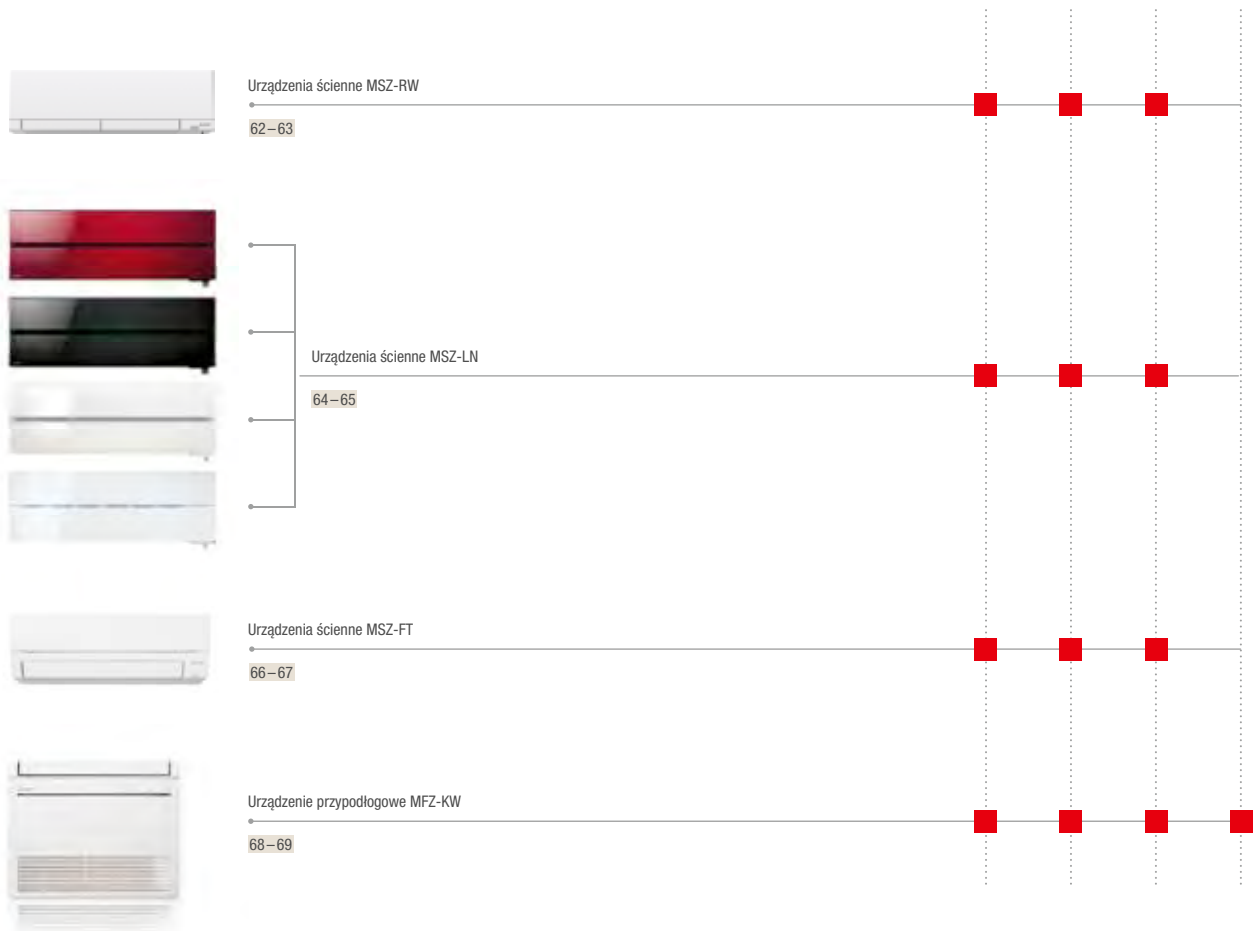 Urządzenia ścienne MSZ-RW
62–63
Urządzenia ścienne MSZ-LN
64–65
Urządzenia ścienne MSZ-FT
66–67
Urządzenie przypodłogowe MFZ-KW
68–69